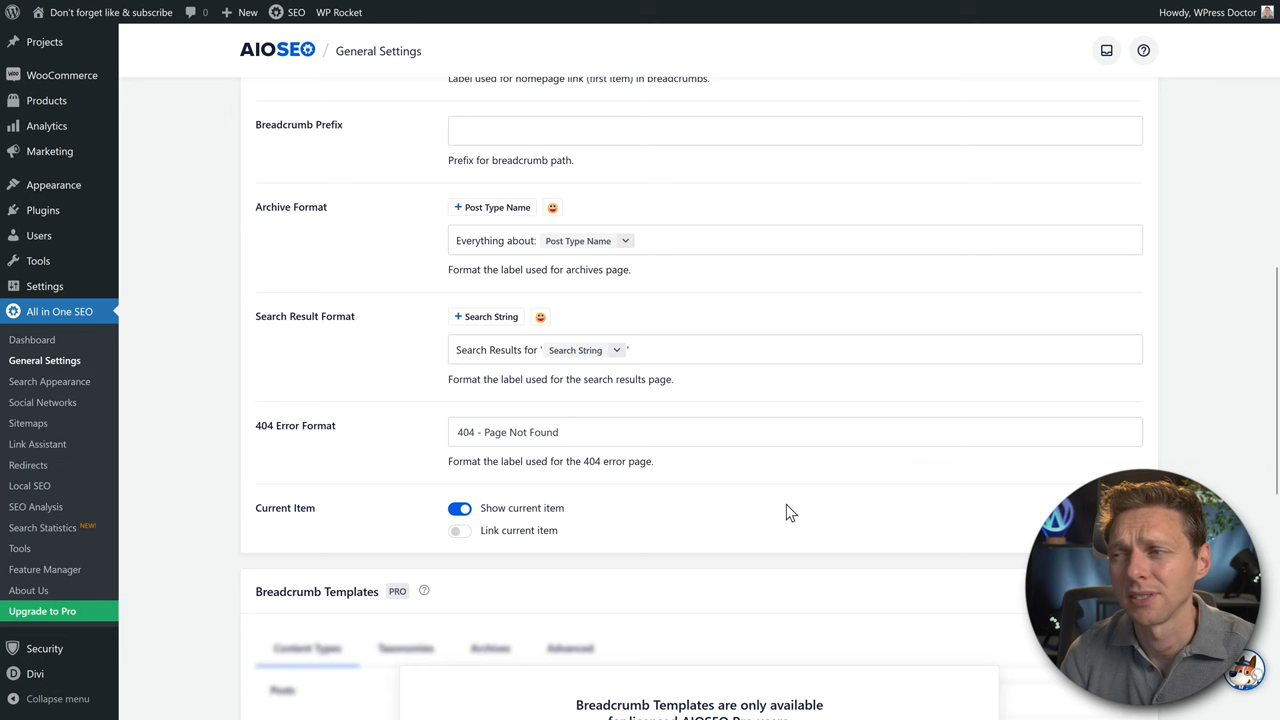 Don't forget & subscribe
0
New
SEO
WP Rocket
Howdy, WPress Doctor
Projects
WooCommerce
Products
Analytics
Marketing
Appearance
Plugins
Users
Tools
Settings
All in One SEO
Dashboard
General Settings
Search Appearance
Social Networks
Sitemaps
Link Assistant
Redirects
Local SEO
SEO Analysis
Search Statistics NEW!
Tools
Feature Manager
About Us
Upgrade to Pro
Security
Divi
Collapse menu
AIOSEO / General Settings
Label used for homepage link (first item) in breadcrumbs.
Breadcrumb Prefix
Prefix for breadcrumb path.
Archive Format
+ Post Type Name
Everything about: Post Type Name
Format the label used for archives page.
Search Result Format
+ Search String
Search Results for ' Search String '
Format the label used for the search results page.
404 Error Format
404 - Page Not Found
Format the label used for the 404 error page.
Current Item
Show current item
Link current item
Breadcrumb Templates PRO
Content Types
Taxonomies
Archives
Advanced
Posts
Breadcrumb Templates are only available
for licensed AIOSEO Pro users.